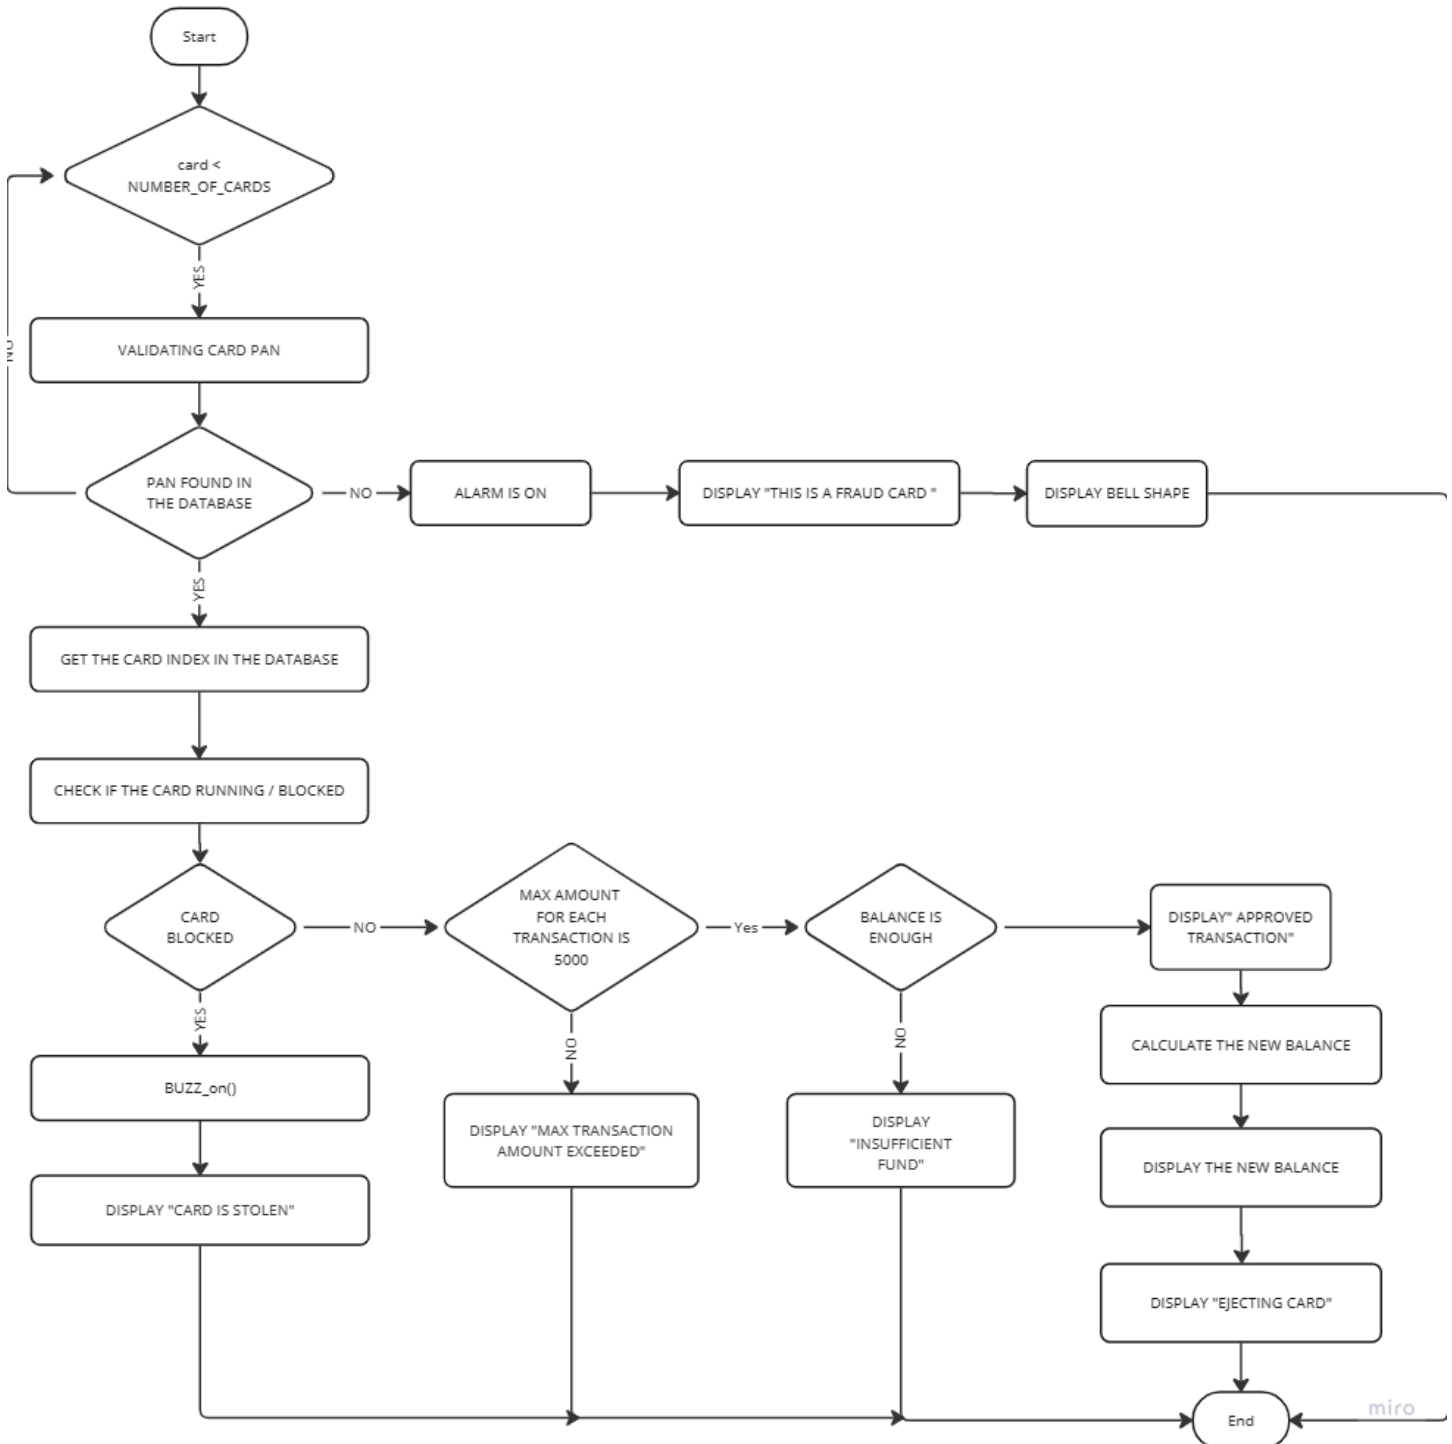 Start
card <
NUMBER_OF_CARDS
YES
VALIDATING CARD PAN
NO
PAN FOUND IN
THE DATABASE
NO
ALARM IS ON
DISPLAY "THIS IS A FRAUD CARD "
DISPLAY BELL SHAPE
YES
GET THE CARD INDEX IN THE DATABASE
CHECK IF THE CARD RUNNING / BLOCKED
CARD
BLOCKED
NO
MAX AMOUNT
FOR EACH
TRANSACTION IS
5000
Yes
BALANCE IS
ENOUGH
DISPLAY" APPROVED
TRANSACTION"
YES
NO
NO
CALCULATE THE NEW BALANCE
BUZZ_on()
DISPLAY "MAX TRANSACTION
AMOUNT EXCEEDED"
DISPLAY
"INSUFFICIENT
FUND"
DISPLAY THE NEW BALANCE
DISPLAY "CARD IS STOLEN"
DISPLAY "EJECTING CARD"
End
miro